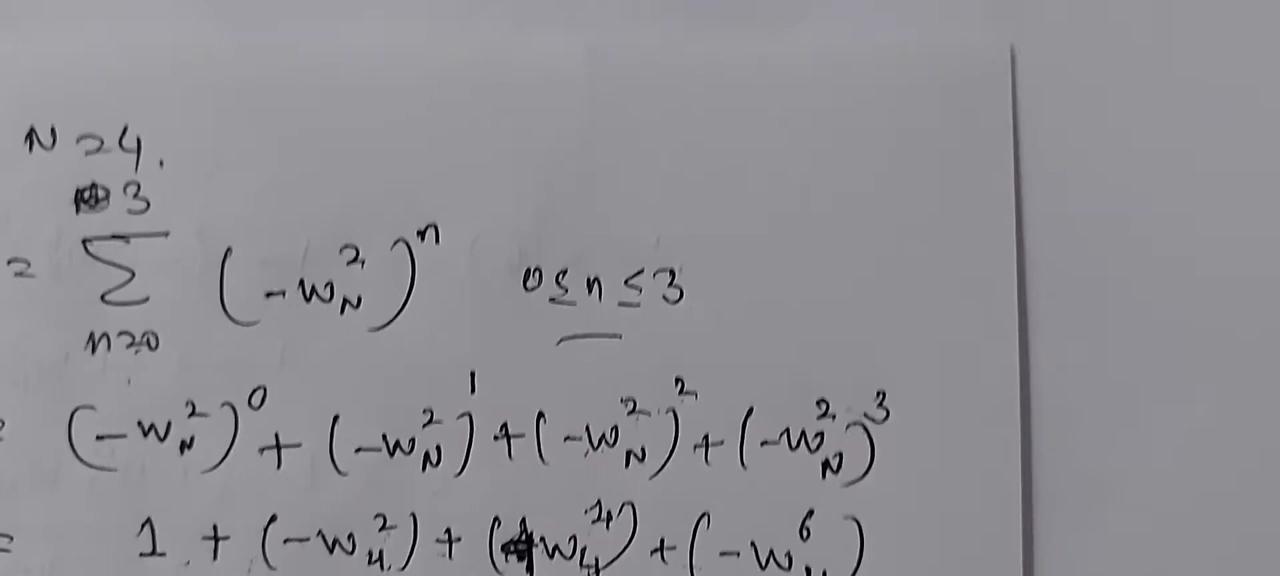 N = 4.
3
= Σ (-W_N^2)^n 0 ≤ n ≤ 3
n=0
= (-W_N^2)^0 + (-W_N^2)^1 + (-W_N^2)^2 + (-W_N^2)^3
= 1 + (-W_4^2) + (W_4^4) + (-W_4^6)